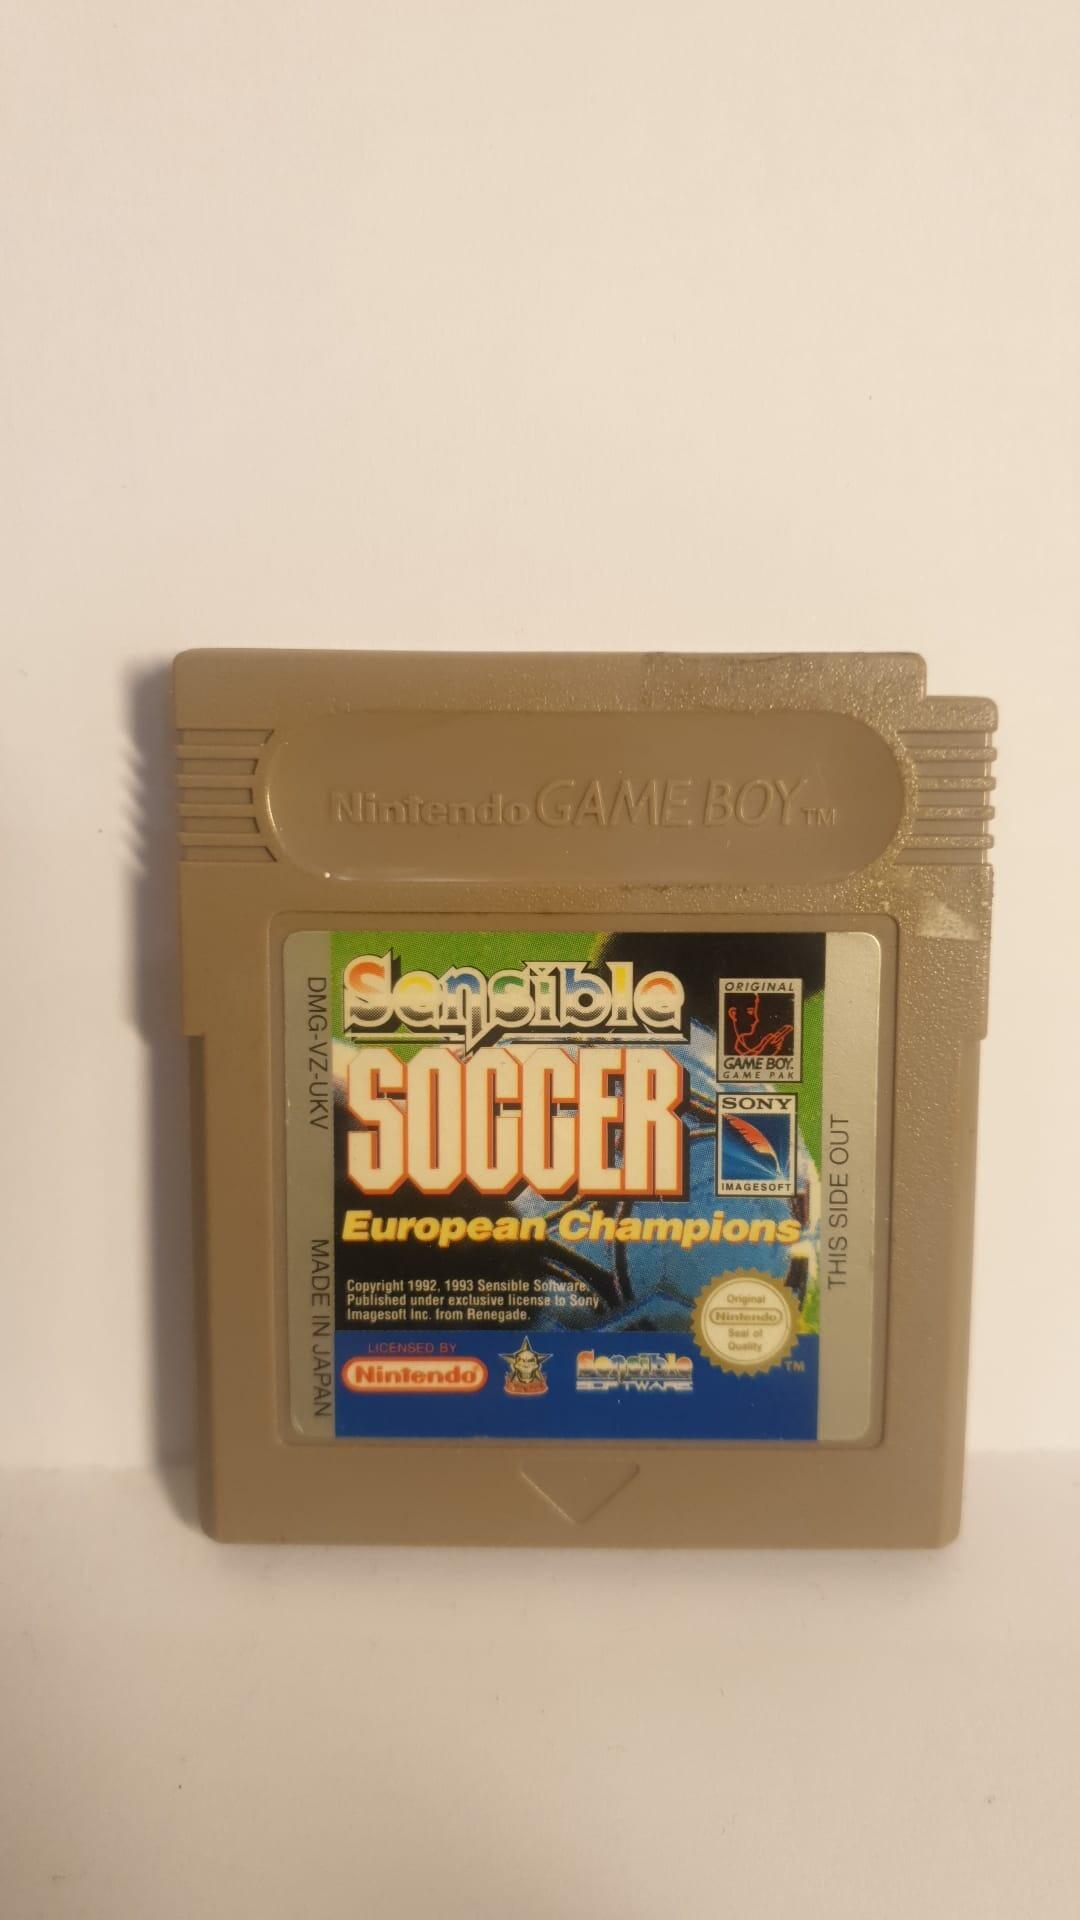 Nintendo GAME BOY TM
DMG-VZ-UKV
MADE IN JAPAN
Sensible
SOCCER
European Champions
Copyright 1992, 1993 Sensible Software.
Published under exclusive license to Sony
Imagesoft Inc. from Renegade.
LICENSED BY
Nintendo
Sensible
SOFTWARE
ORIGINAL
GAME BOY
GAME PAK
SONY
IMAGESOFT
Original
Nintendo
Seal of
Quality
TM
THIS SIDE OUT